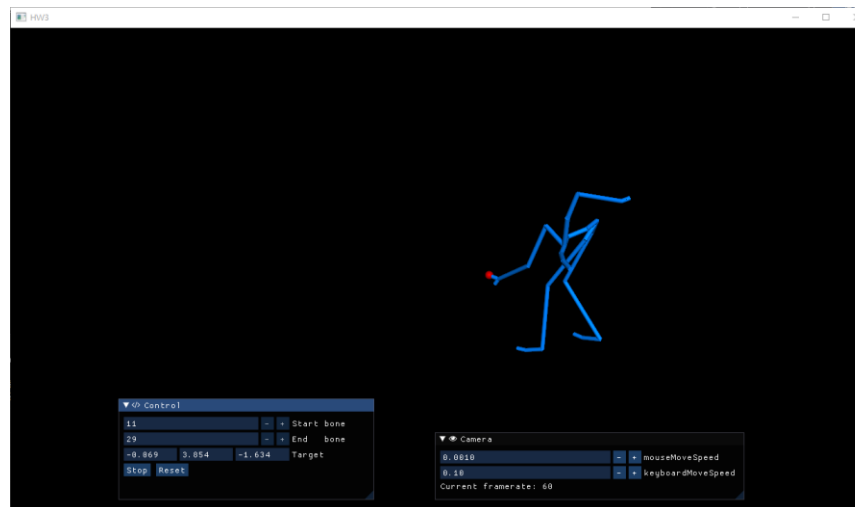 HW3
Control
11 - + Start bone
29 - + End bone
-0.069 3.054 -1.634 Target
Stop Reset
Camera
0.0010 - + mouseMoveSpeed
0.10 - + keyboardMoveSpeed
Current framerate: 60